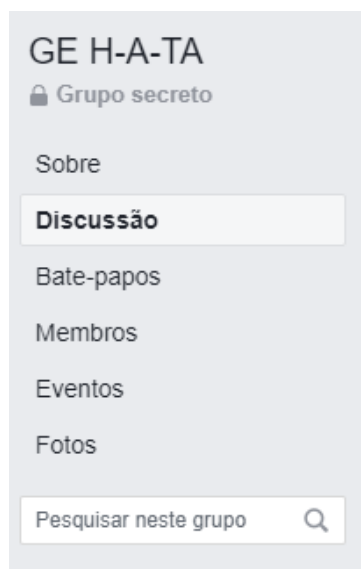 GE H-A-TA
Grupo secreto
Sobre
Discussão
Bate-papos
Membros
Eventos
Fotos
Pesquisar neste grupo